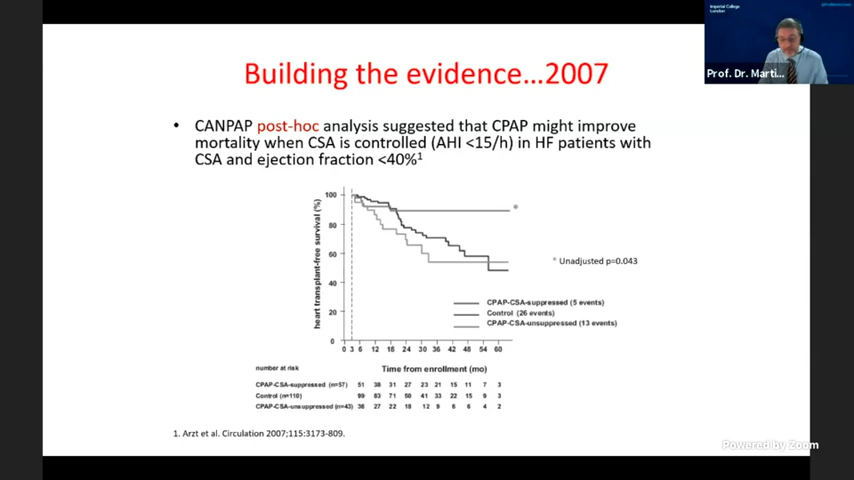 Imperial College
London
Prof. Dr. Marti...
Building the evidence...2007
• CANPAP post-hoc analysis suggested that CPAP might improve
mortality when CSA is controlled (AHI <15/h) in HF patients with
CSA and ejection fraction <40%1
heart transplant-free survival (%)
100
80
60
40
20
0
*
* Unadjusted p=0.043
CPAP-CSA-suppressed (5 events)
Control (26 events)
CPAP-CSA-unsuppressed (13 events)
0 3 6 12 18 24 30 36 42 48 54 60
number at risk
Time from enrollment (mo)
CPAP-CSA-suppressed (n=57) 51 38 31 27 23 21 15 11 7 3
Control (n=110) 99 83 71 50 41 33 22 15 9 3
CPAP-CSA-unsuppressed (n=43) 36 27 22 18 12 9 6 6 4 2
1. Arzt et al. Circulation 2007;115:3173-809.
Powered by Zoom